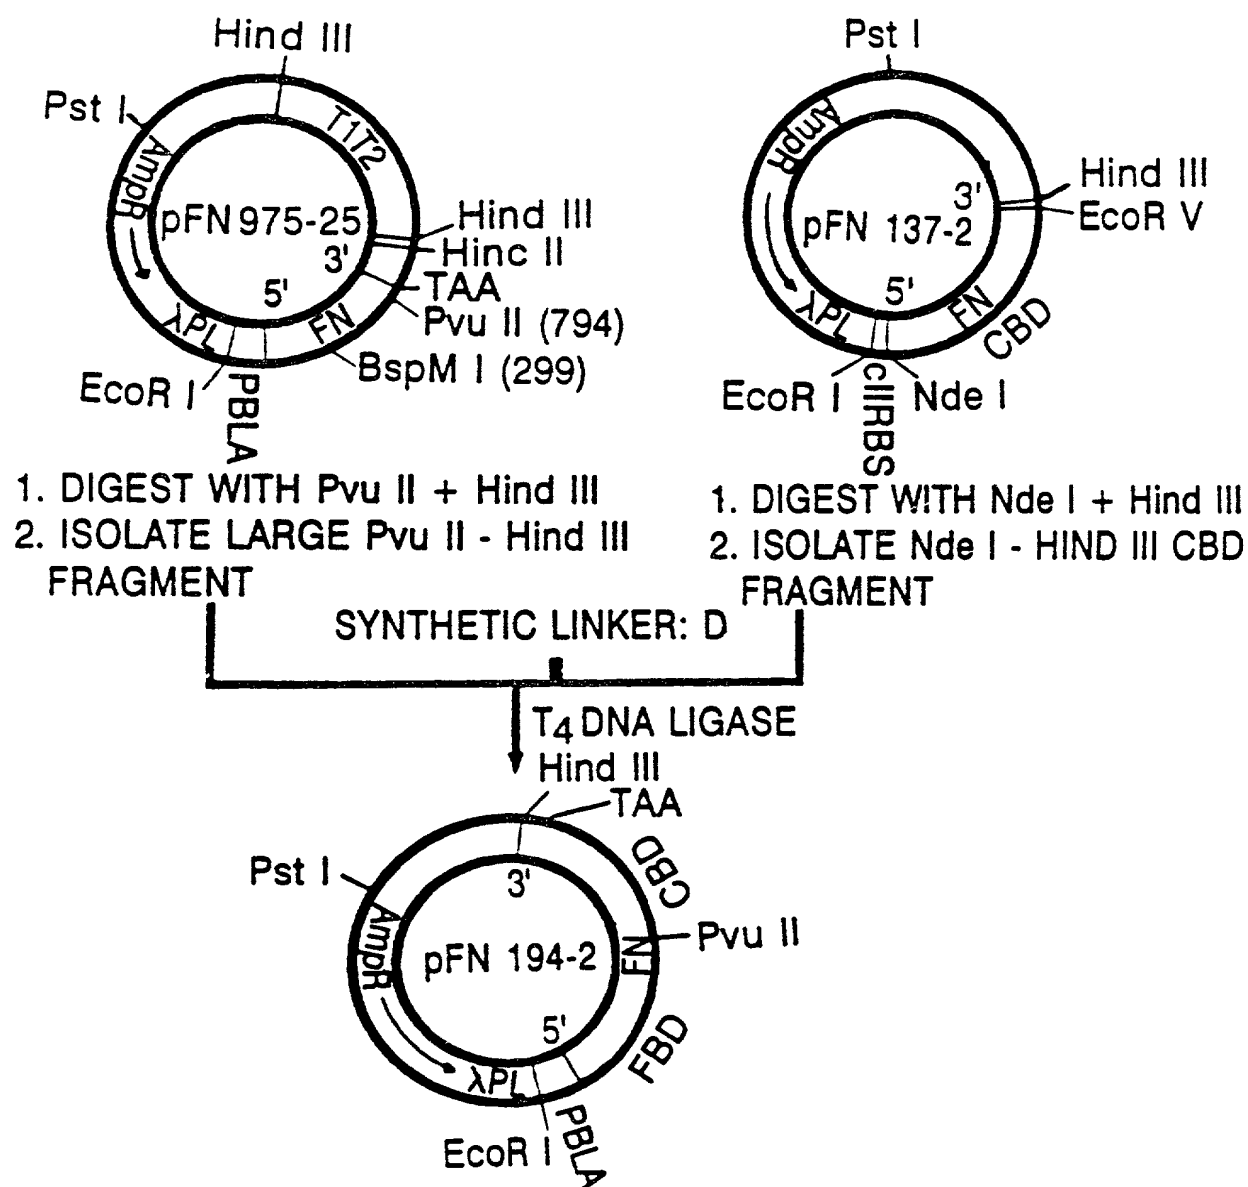 Hind III
Pst I
AmpR
T1T2
pFN 975-25
Hind III
Hinc II
3'
TAA
5'
Pvu II (794)
λPL
FN
BspM I (299)
EcoR I
PBLA
1. DIGEST WITH Pvu II + Hind III
2. ISOLATE LARGE Pvu II - Hind III
FRAGMENT
Pst I
AmpR
Hind III
3'
EcoR V
pFN 137-2
5'
λPL
FN
CBD
EcoR I
cIIRBS
Nde I
1. DIGEST WITH Nde I + Hind III
2. ISOLATE Nde I - HIND III CBD
FRAGMENT
SYNTHETIC LINKER: D
T4 DNA LIGASE
Hind III
TAA
CBD
Pst I
3'
AmpR
Pvu II
FN
pFN 194-2
5'
FBD
λPL
EcoR I
PBLA